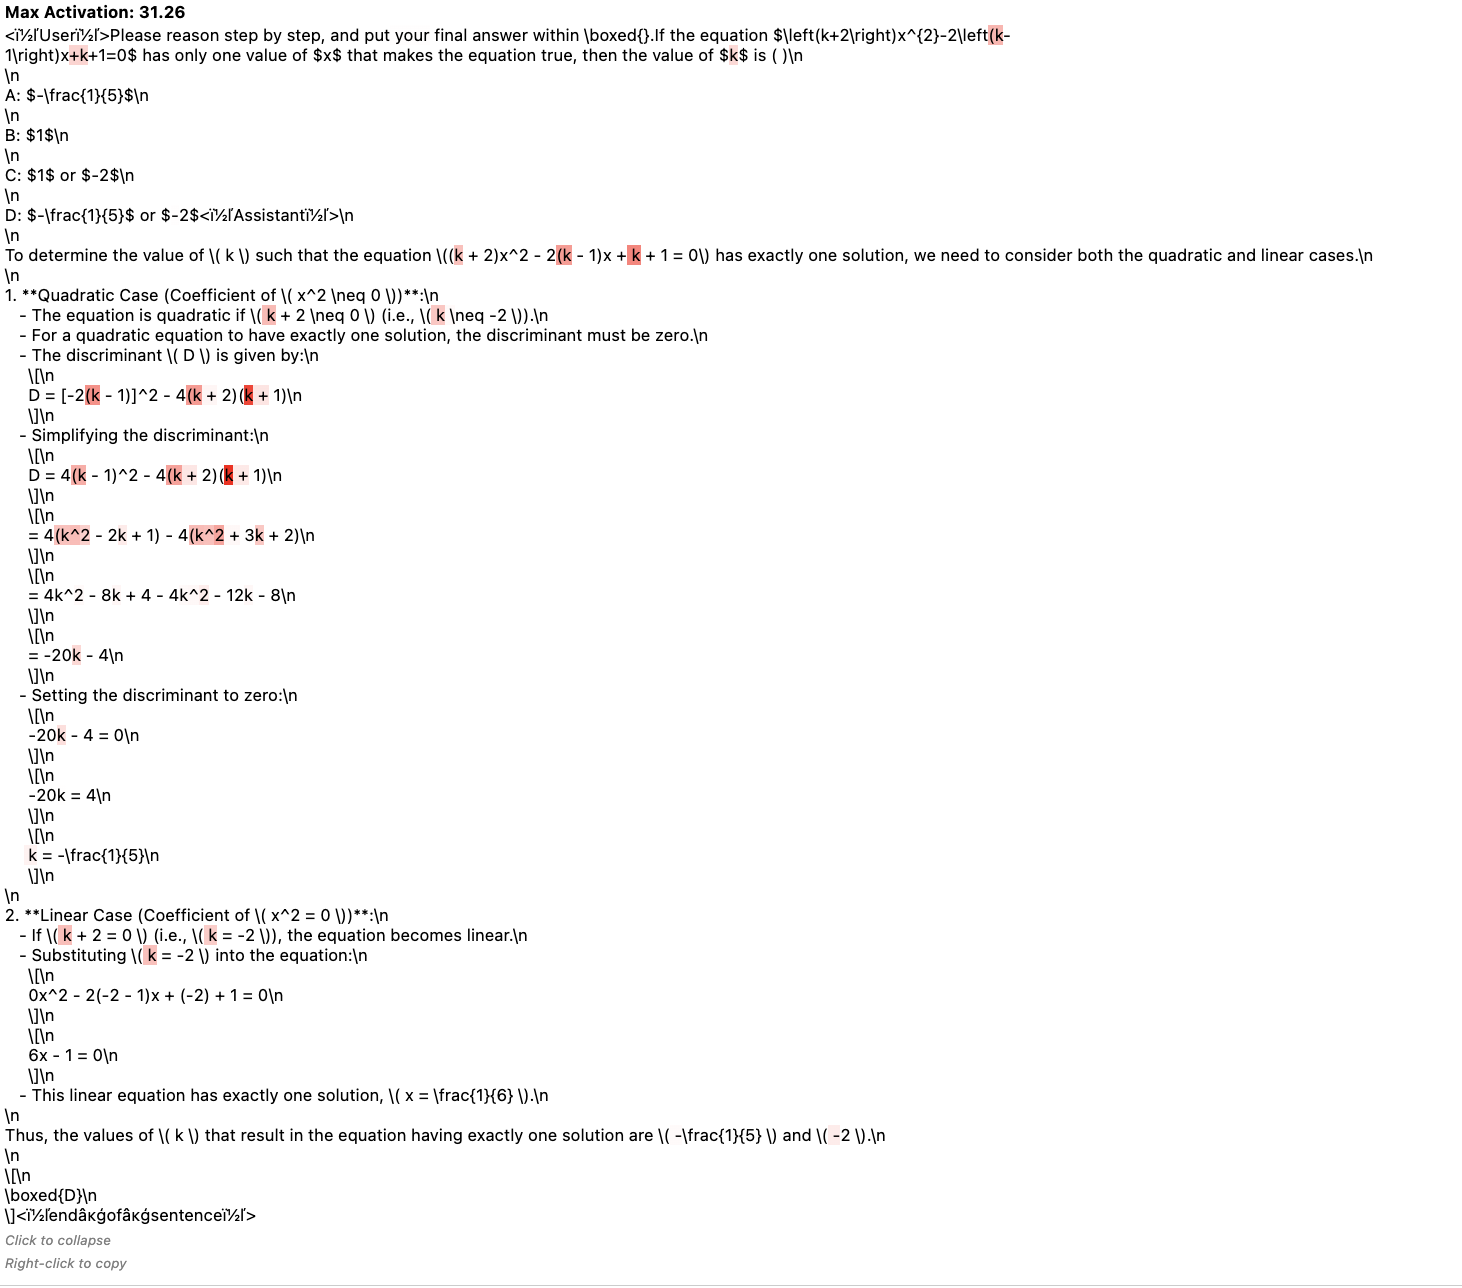 Max Activation: 31.26
<ï½ľUserï½ľ>Please reason step by step, and put your final answer within \boxed{}.If the equation $\left(k+2\right)x^{2}-2\left(k-
1\right)x+k+1=0$ has only one value of $x$ that makes the equation true, then the value of $k$ is ( )\n
\n
A: $-\frac{1}{5}$\n
\n
B: $1$\n
\n
C: $1$ or $-2$\n
\n
D: $-\frac{1}{5}$ or $-2$<ï½ľAssistantï½ľ>\n
\n
To determine the value of \( k \) such that the equation \((k + 2)x^2 - 2(k - 1)x + k + 1 = 0\) has exactly one solution, we need to consider both the quadratic and linear cases.\n
\n
1. **Quadratic Case (Coefficient of \( x^2 \neq 0 \))**:\n
- The equation is quadratic if \( k + 2 \neq 0 \) (i.e., \( k \neq -2 \)).\n
- For a quadratic equation to have exactly one solution, the discriminant must be zero.\n
- The discriminant \( D \) is given by:\n
\[\n
D = [-2(k - 1)]^2 - 4(k + 2)(k + 1)\n
\]\n
- Simplifying the discriminant:\n
\[\n
D = 4(k - 1)^2 - 4(k + 2)(k + 1)\n
\]\n
\[\n
= 4(k^2 - 2k + 1) - 4(k^2 + 3k + 2)\n
\]\n
\[\n
= 4k^2 - 8k + 4 - 4k^2 - 12k - 8\n
\]\n
\[\n
= -20k - 4\n
\]\n
- Setting the discriminant to zero:\n
\[\n
-20k - 4 = 0\n
\]\n
\[\n
-20k = 4\n
\]\n
\[\n
k = -\frac{1}{5}\n
\]\n
\n
2. **Linear Case (Coefficient of \( x^2 = 0 \))**:\n
- If \( k + 2 = 0 \) (i.e., \( k = -2 \)), the equation becomes linear.\n
- Substituting \( k = -2 \) into the equation:\n
\[\n
0x^2 - 2(-2 - 1)x + (-2) + 1 = 0\n
\]\n
\[\n
6x - 1 = 0\n
\]\n
- This linear equation has exactly one solution, \( x = \frac{1}{6} \).\n
\n
Thus, the values of \( k \) that result in the equation having exactly one solution are \( -\frac{1}{5} \) and \( -2 \).\n
\n
\[\n
\boxed{D}\n
\]<ï½ľendâĸģofâĸģsentenceï½ľ>
Click to collapse
Right-click to copy